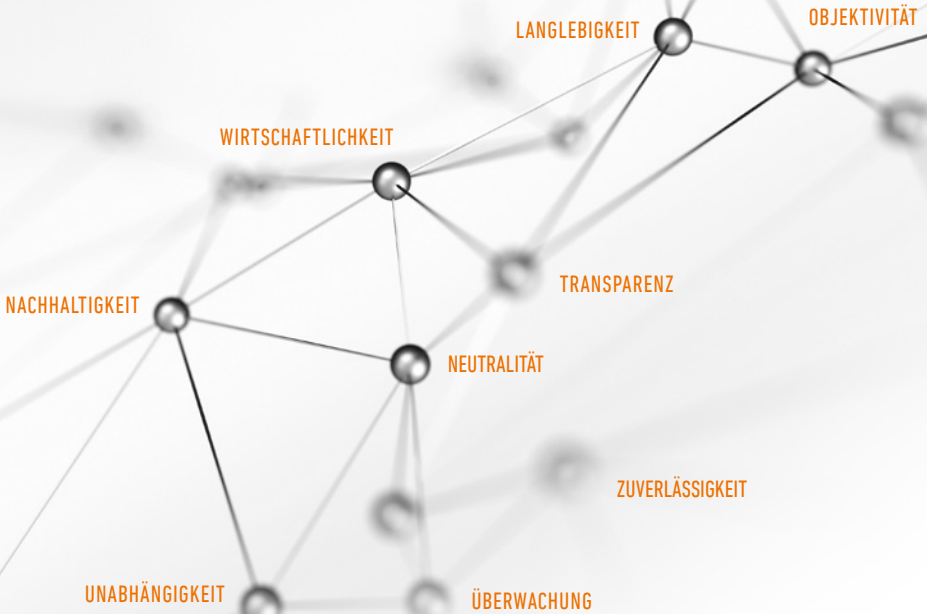 OBJEKTIVITÄT
LANGLEBIGKEIT
WIRTSCHAFTLICHKEIT
TRANSPARENZ
NACHHALTIGKEIT
NEUTRALITÄT
ZUVERLÄSSIGKEIT
UNABHÄNGIGKEIT
ÜBERWACHUNG